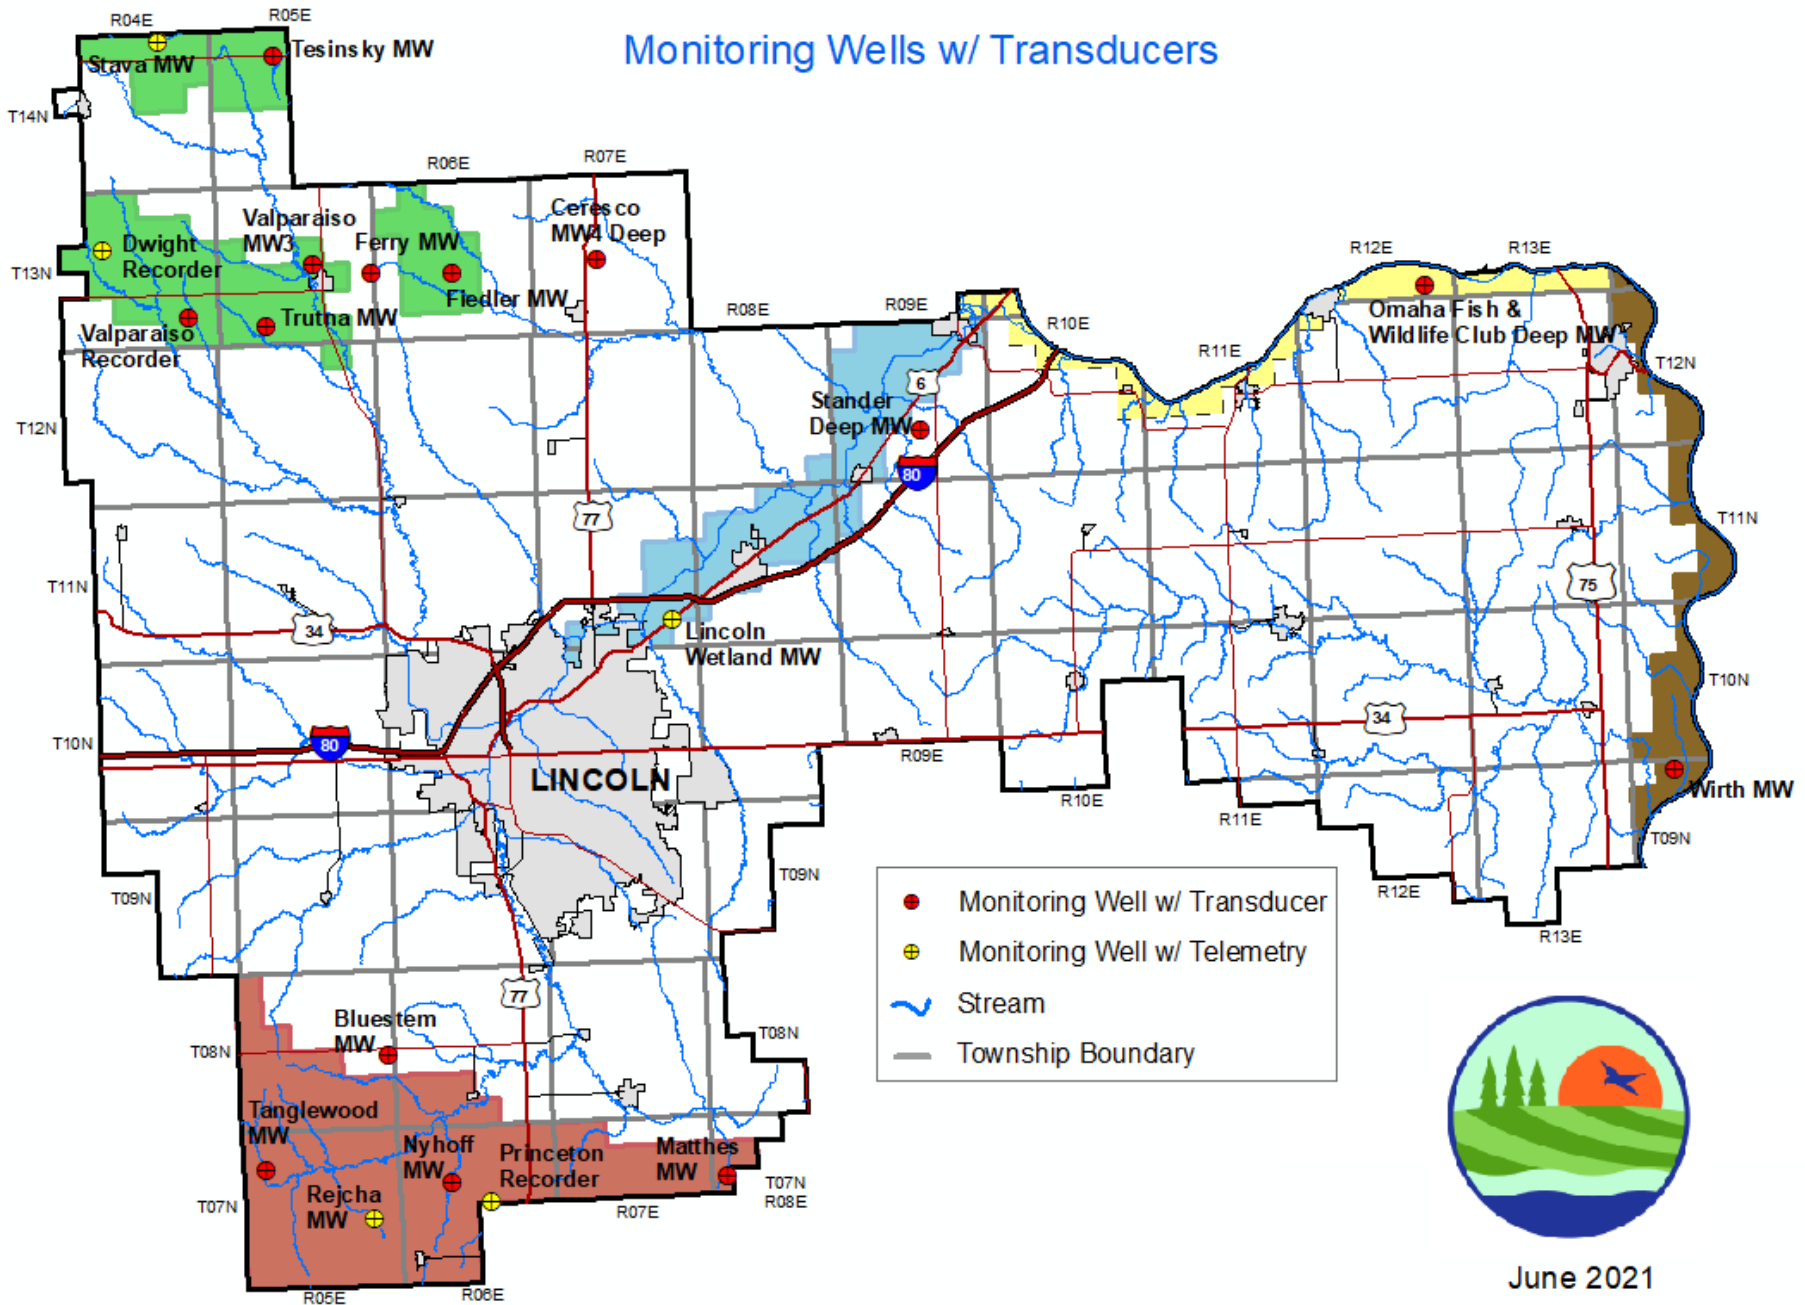 Monitoring Wells w/ Transducers
R04E
R05E
Stava MW
Tesinsky MW
T14N
R06E
R07E
Valparaiso
MW3
Ferry MW
Ceresco
MW4 Deep
Dwight
Recorder
T13N
Fiedler MW
Trutna MW
Valparaiso
Recorder
R08E
R09E
R10E
R11E
R12E
R13E
Omaha Fish &
Wildlife Club Deep MW
T12N
6
Stander
Deep MW
80
T12N
77
T11N
T11N
75
34
Lincoln
Wetland MW
T10N
34
T10N
80
R09E
LINCOLN
R10E
R11E
Wirth MW
T09N
T09N
T09N
R12E
R13E
Monitoring Well w/ Transducer
Monitoring Well w/ Telemetry
Stream
Township Boundary
77
Bluestem
MW
T08N
T08N
Tanglewood
MW
Nyhoff
MW
Princeton
Recorder
Matthes
MW
Rejcha
MW
T07N
T07N
R08E
R07E
R05E
R06E
June 2021